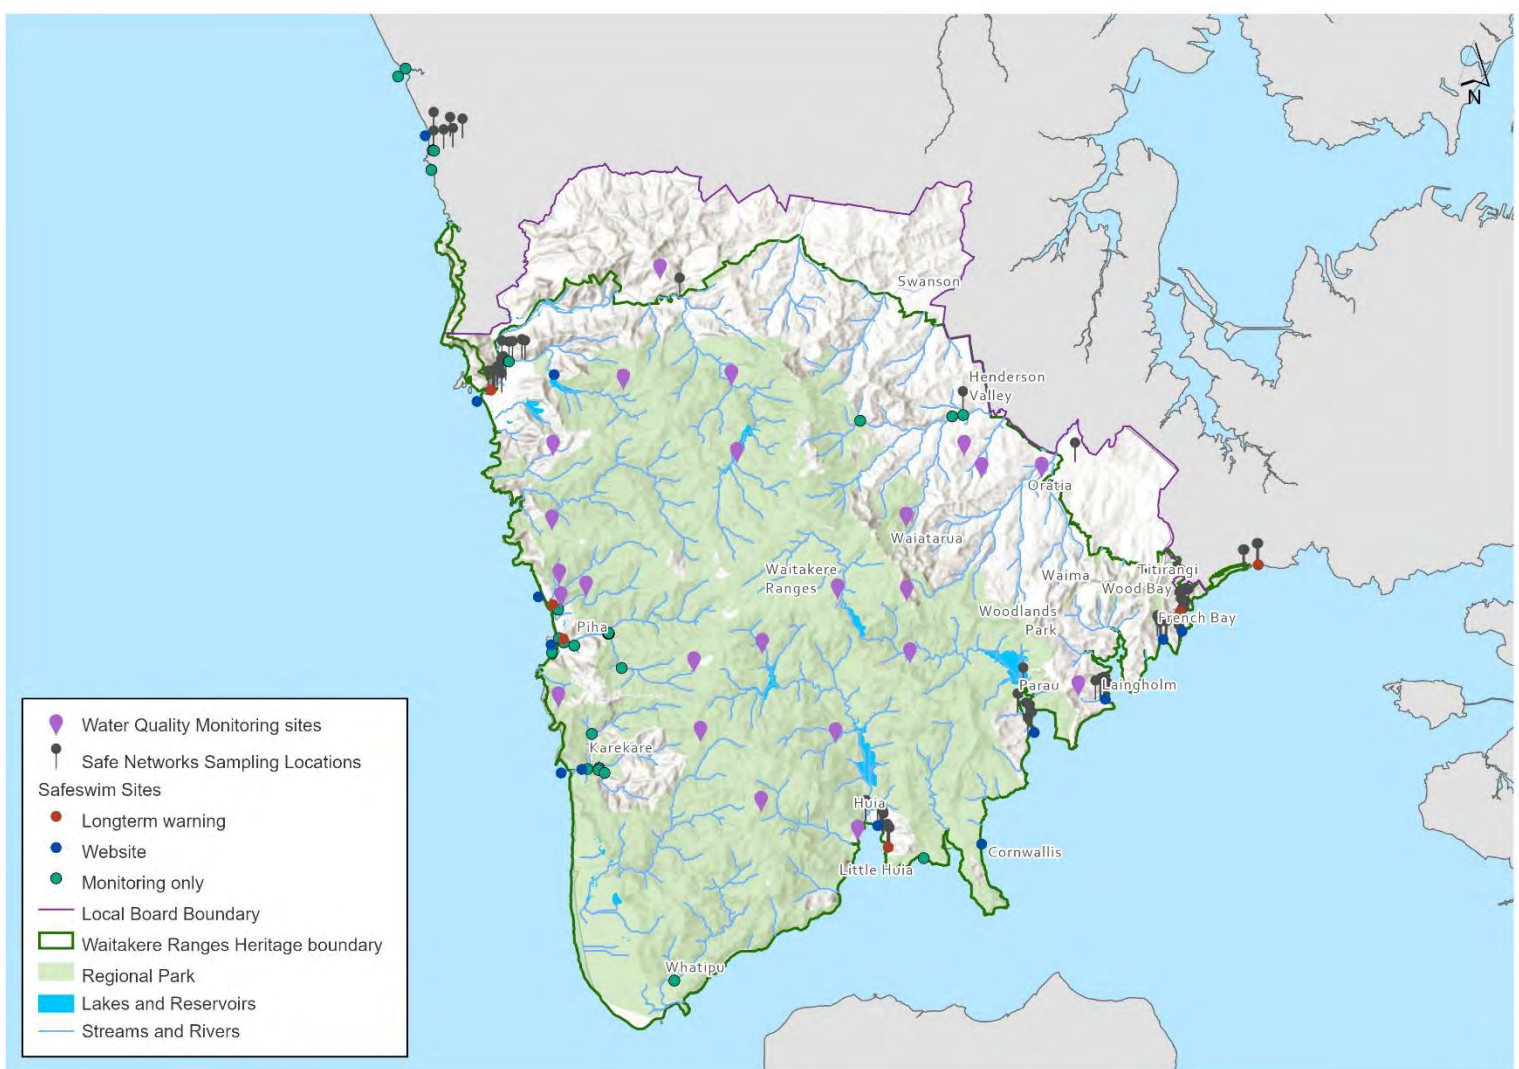 N
Swanson
Henderson
Valley
Oratia
Waiatarua
Waitakere
Ranges
Waima
Titirangi
Wood Bay
Woodlands
Park
French Bay
Piha
Parau
Laingholm
Karekare
Huia
Cornwallis
Little Huia
Whatipu
Water Quality Monitoring sites
Safe Networks Sampling Locations
Safeswim Sites
Longterm warning
Website
Monitoring only
Local Board Boundary
Waitakere Ranges Heritage boundary
Regional Park
Lakes and Reservoirs
Streams and Rivers